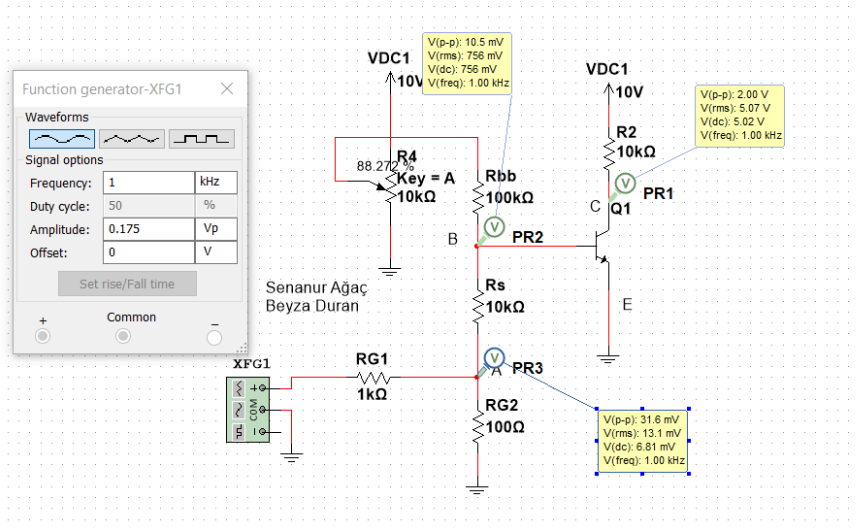 Function generator-XFG1
Waveforms
Signal options
Frequency: 1 kHz
Duty cycle: 50 %
Amplitude: 0.175 Vp
Offset: 0 V
Set rise/Fall time
+ Common −
VDC1
10V
V(p-p): 10.5 mV
V(rms): 756 mV
V(dc): 756 mV
V(freq): 1.00 kHz
VDC1
10V
V(p-p): 2.00 V
V(rms): 5.07 V
V(dc): 5.02 V
V(freq): 1.00 kHz
R2
10kΩ
88.272 %
R4
Key = A
10kΩ
Rbb
100kΩ
V
PR1
C
Q1
V
B
PR2
E
Senanur Ağaç
Beyza Duran
Rs
10kΩ
XFG1
COM
+
−
RG1
1kΩ
V
A
PR3
RG2
100Ω
V(p-p): 31.6 mV
V(rms): 13.1 mV
V(dc): 6.81 mV
V(freq): 1.00 kHz